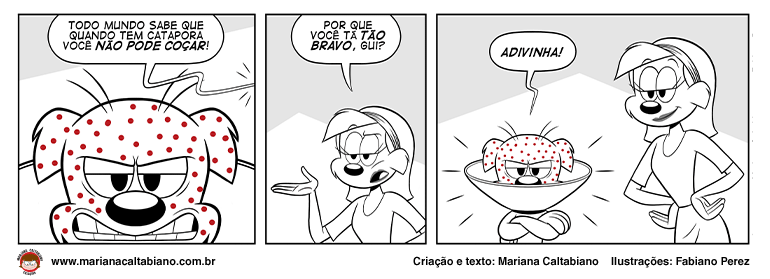 TODO MUNDO SABE QUE
QUANDO TEM CATAPORA
VOCÊ NÃO PODE COÇAR!
POR QUE
VOCÊ TÁ TÃO
BRAVO, GUI?
ADIVINHA!
www.marianacaltabiano.com.br
Criação e texto: Mariana Caltabiano Ilustrações: Fabiano Perez